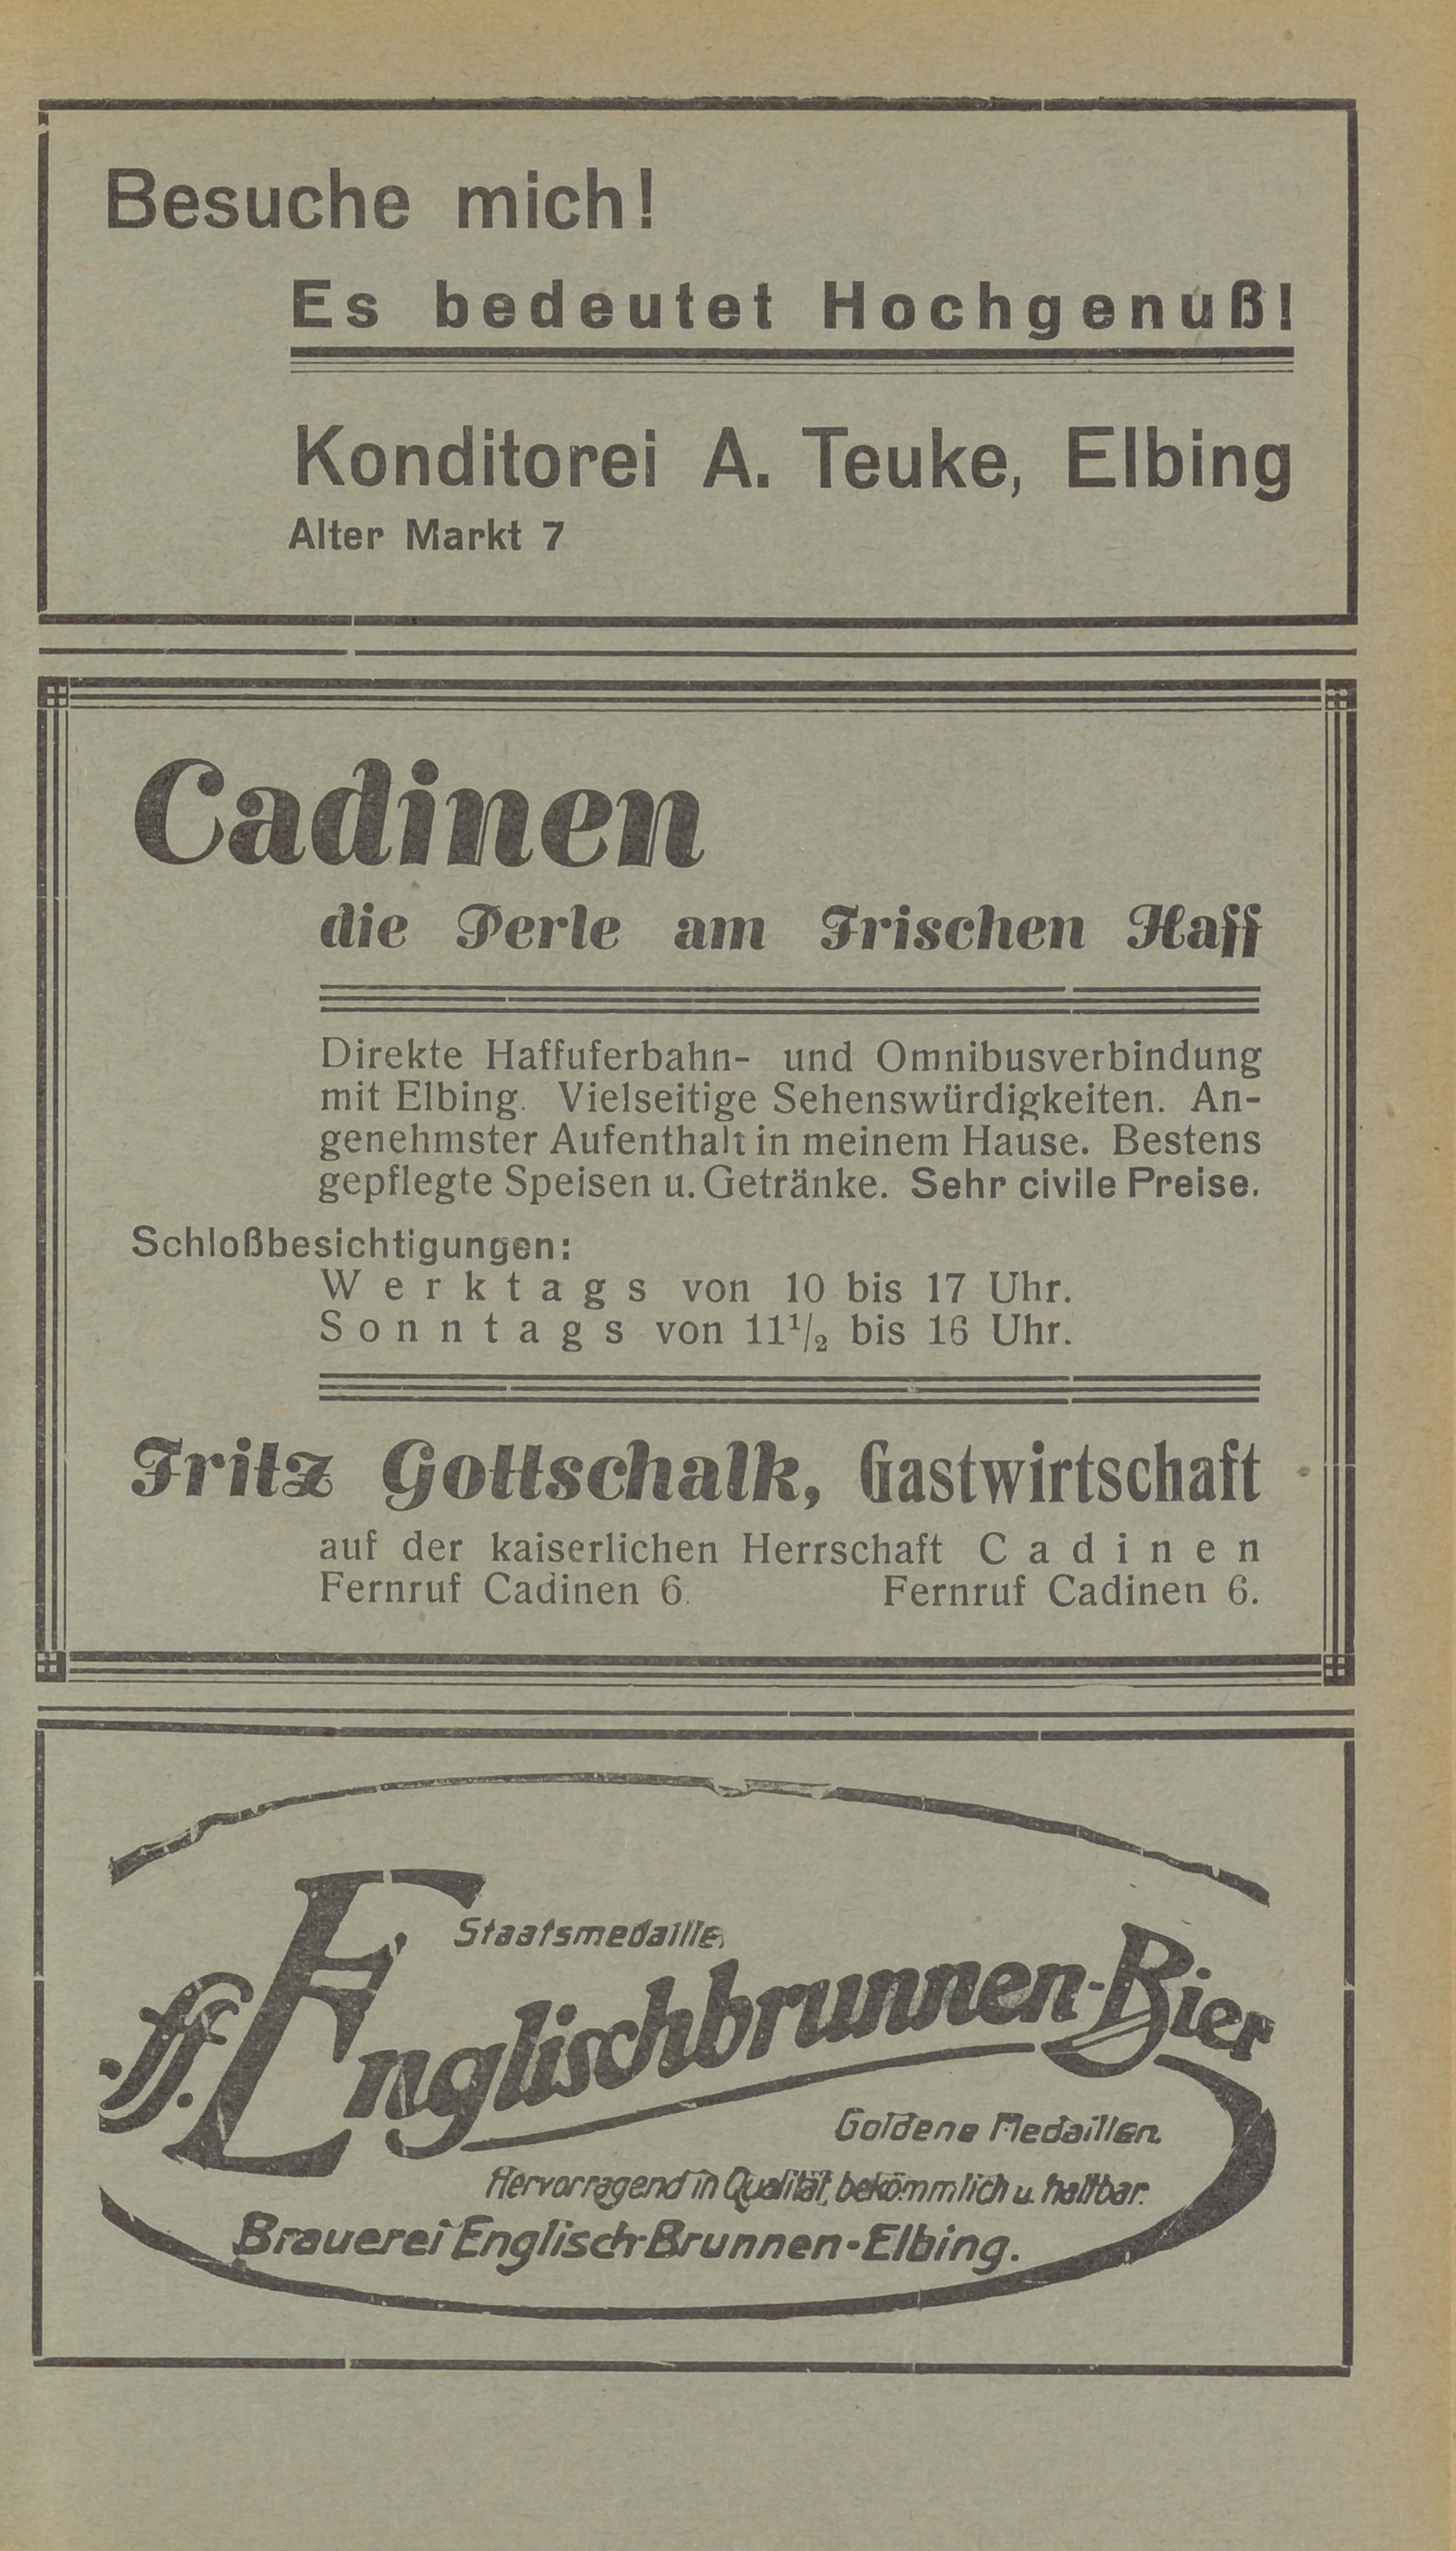 Besuche mich!
Es bedeutet Hochgenuß!
Konditorei A. Teuke, Elbing
Alter Markt 7
Cadinen
die Perle am Frischen Haff
Direkte Haffuferbahn- und Omnibusverbindung
mit Elbing. Vielseitige Sehenswürdigkeiten. An-
genehmster Aufenthalt in meinem Hause. Bestens
gepflegte Speisen u. Getränke. Sehr civile Preise.
Schloßbesichtigungen:
Werktags von 10 bis 17 Uhr.
Sonntags von 11½ bis 16 Uhr.
Fritz Gottschalk, Gastwirtschaft
auf der kaiserlichen Herrschaft Cadinen
Fernruf Cadinen 6. Fernruf Cadinen 6.
Staatsmedaille
ff. Englischbrunnen-Bier
Goldene Medaillen.
Hervorragend in Qualität, bekömmlich u. haltbar.
Brauerei Englisch-Brunnen-Elbing.